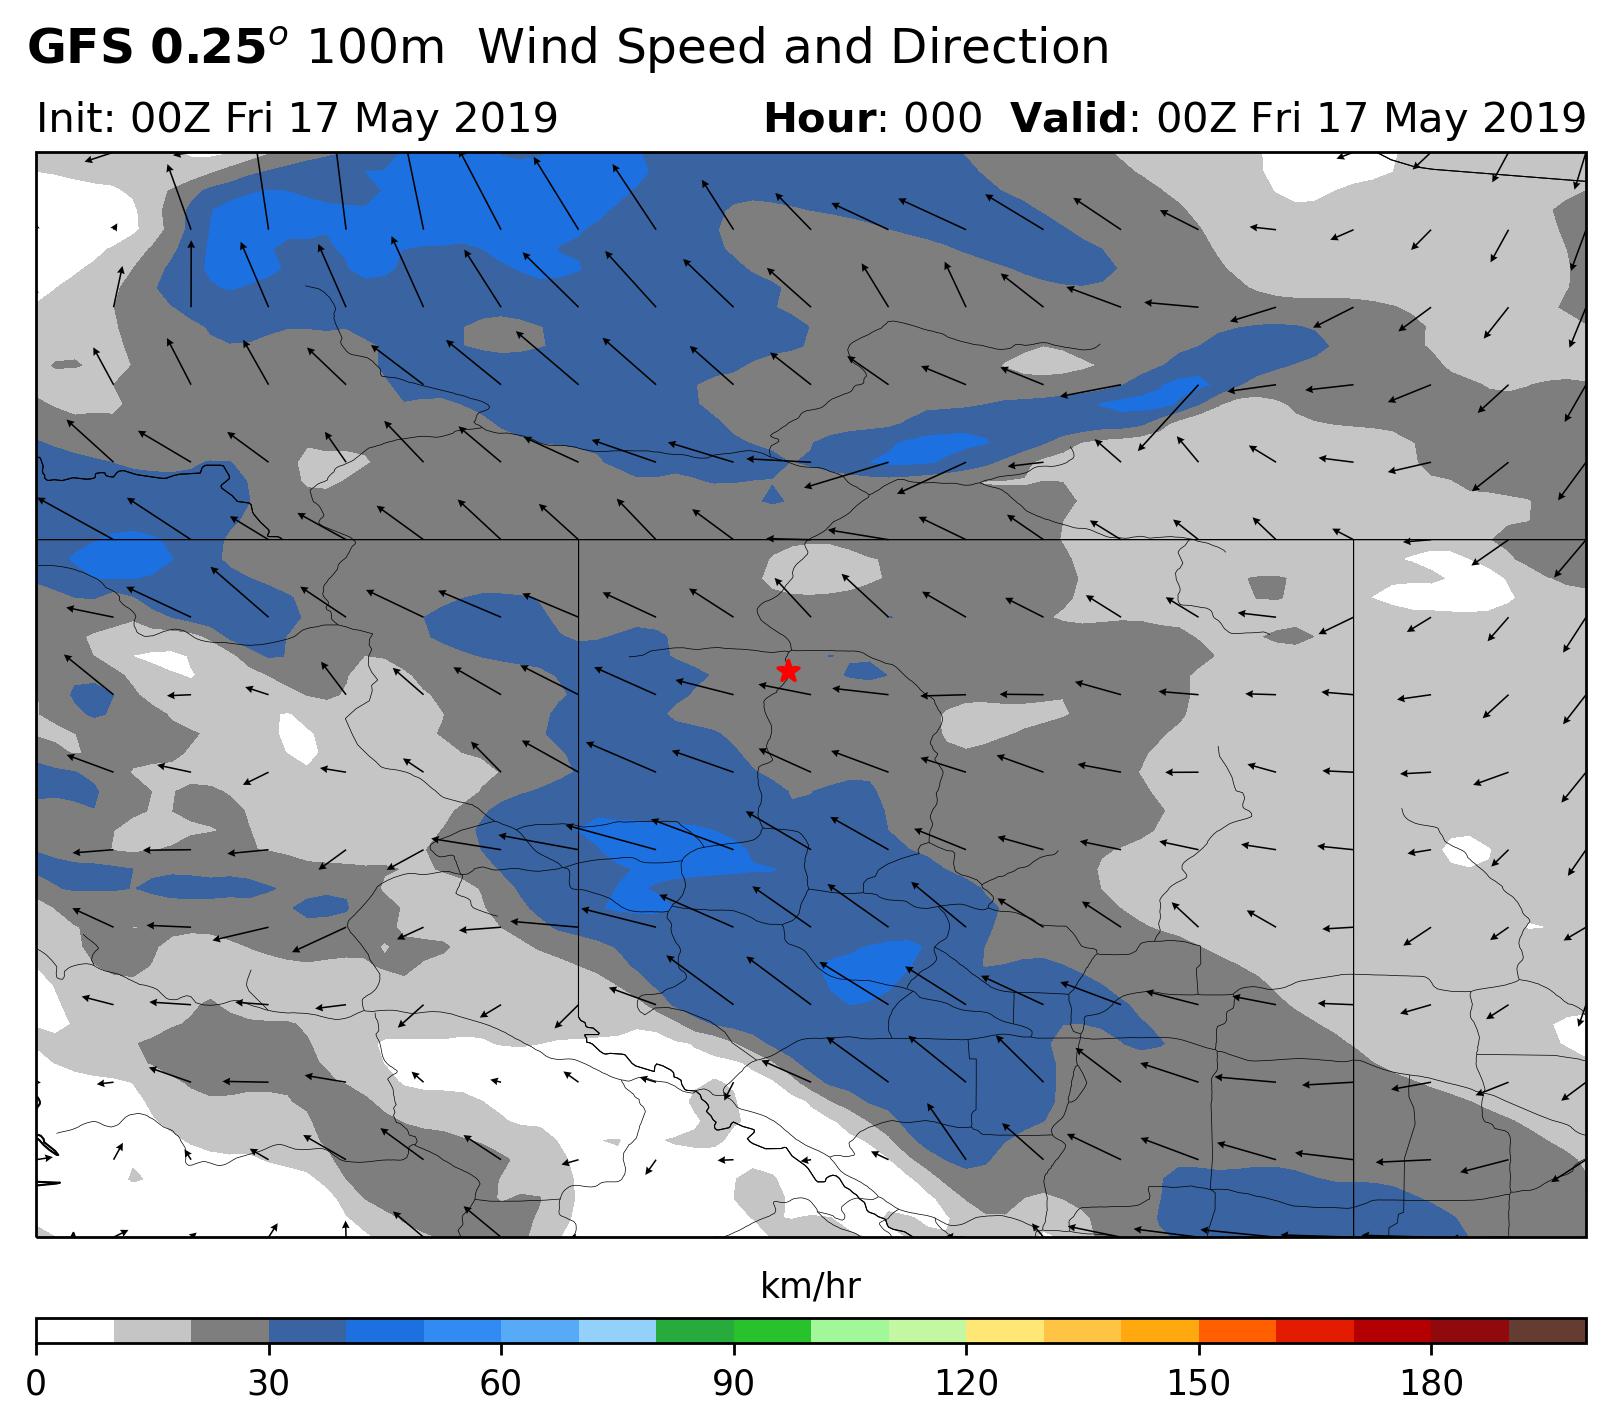 GFS 0.25° 100m Wind Speed and Direction
Init: 00Z Fri 17 May 2019 Hour: 000 Valid: 00Z Fri 17 May 2019
km/hr
0 30 60 90 120 150 180